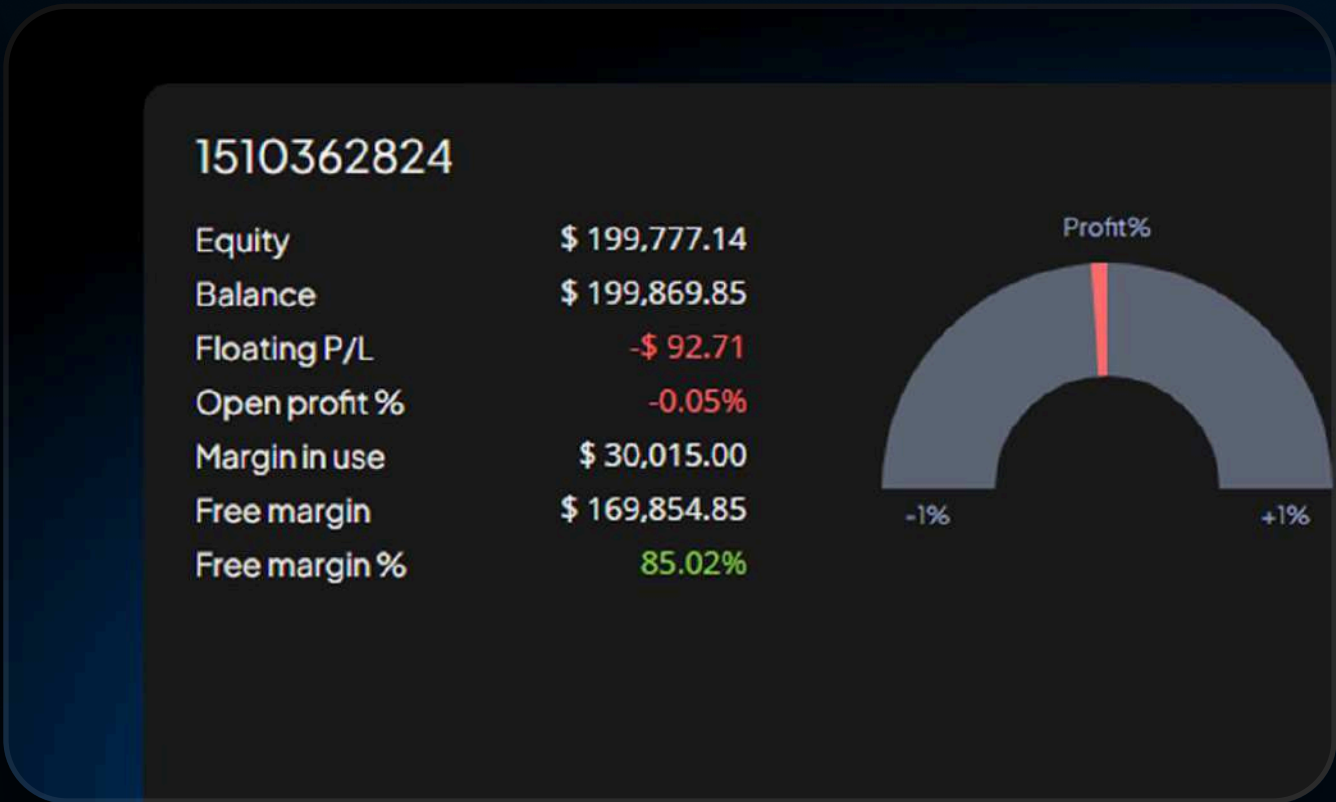 1510362824
Equity $ 199,777.14
Balance $ 199,869.85
Floating P/L -$ 92.71
Open profit % -0.05%
Margin in use $ 30,015.00
Free margin $ 169,854.85
Free margin % 85.02%
Profit%
-1% +1%